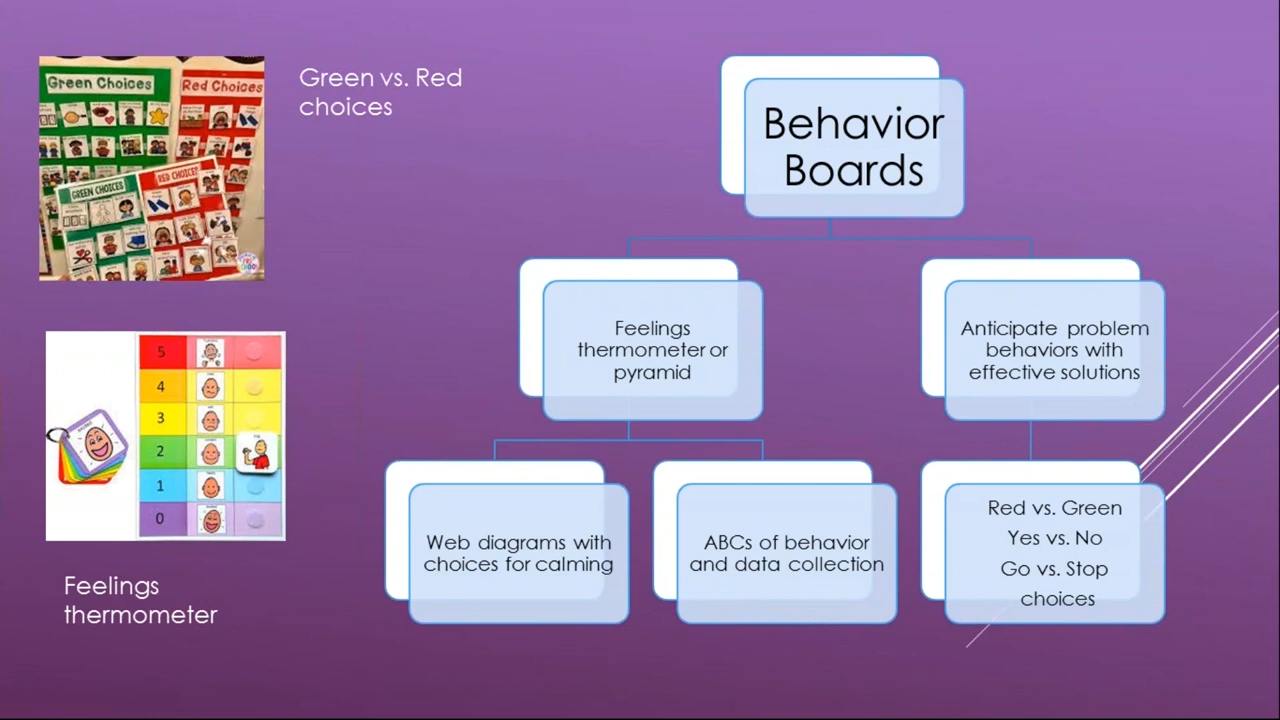 Green Choices
Red Choices
GREEN CHOICES
RED CHOICES
Green vs. Red
choices
5
4
3
2
1
0
Feelings
thermometer
Behavior
Boards
Feelings
thermometer or
pyramid
Anticipate problem
behaviors with
effective solutions
Web diagrams with
choices for calming
ABCs of behavior
and data collection
Red vs. Green
Yes vs. No
Go vs. Stop
choices